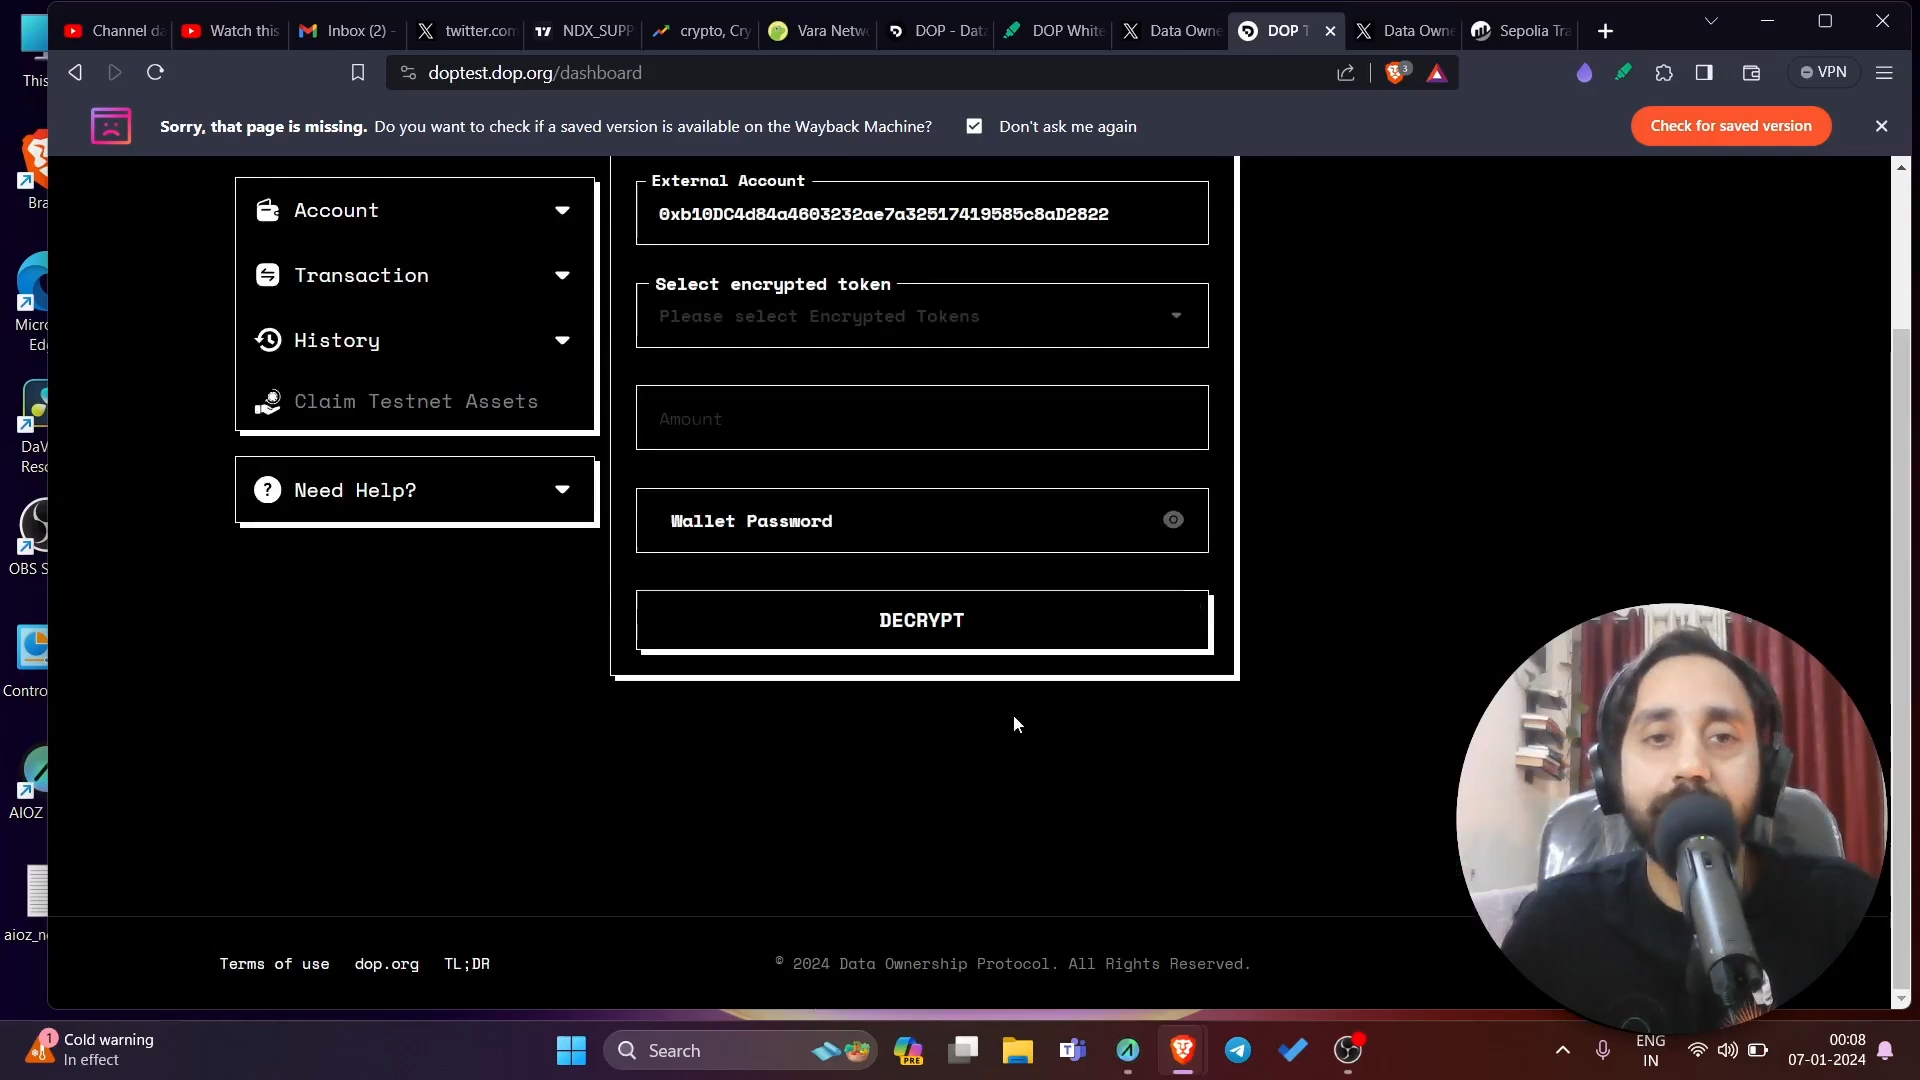 Channel da
Watch this
Inbox (2) -
twitter.com
NDX_SUPP
crypto, Cry
Vara Netw
DOP - Data
DOP White
Data Owne
DOP T
Data Owne
Sepolia Tra
doptest.dop.org/dashboard
3
VPN
Sorry, that page is missing. Do you want to check if a saved version is available on the Wayback Machine?
Don't ask me again
Check for saved version
This
Bra
Micro
Ed
DaV
Reso
OBS S
Contro
AIOZ
aioz_n
Account
Transaction
History
Claim Testnet Assets
Need Help?
External Account
0xb10DC4d84a4603232ae7a32517419585c8aD2822
Select encrypted token
Please select Encrypted Tokens
Amount
Wallet Password
DECRYPT
Terms of use
dop.org
TL;DR
© 2024 Data Ownership Protocol. All Rights Reserved.
1
Cold warning
In effect
Search
PRE
ENG
IN
00:08
07-01-2024